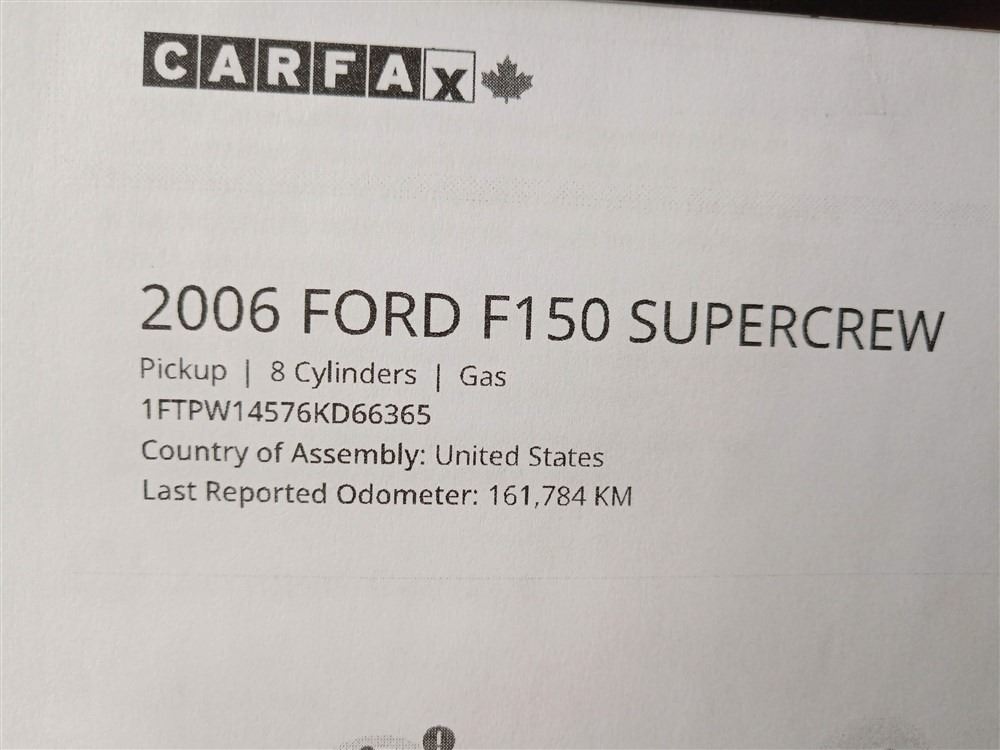 CARFAX
2006 FORD F150 SUPERCREW
Pickup | 8 Cylinders | Gas
1FTPW14576KD66365
Country of Assembly: United States
Last Reported Odometer: 161,784 KM
!